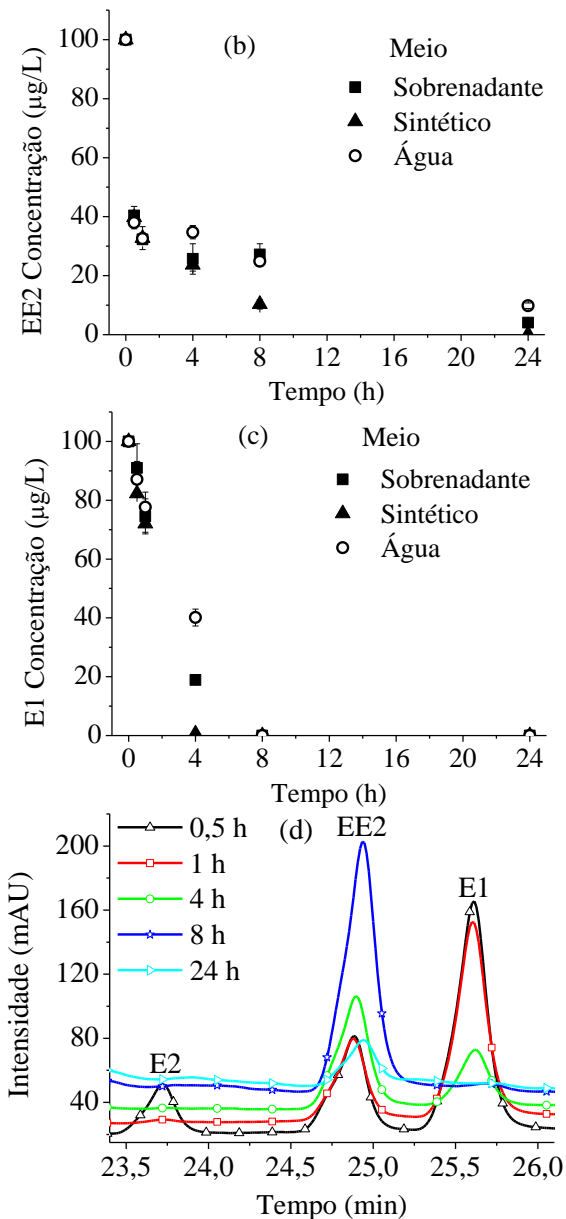 (b)
Meio
Sobrenadante
Sintético
Água
EE2 Concentração (µg/L)
100
80
60
40
20
0
0 4 8 12 16 20 24
Tempo (h)
(c)
Meio
Sobrenadante
Sintético
Água
E1 Concentração (µg/L)
100
80
60
40
20
0
0 4 8 12 16 20 24
Tempo (h)
(d)
0,5 h
1 h
4 h
8 h
24 h
EE2
E1
E2
Intensidade (mAU)
200
160
120
80
40
23,5 24,0 24,5 25,0 25,5 26,0
Tempo (min)